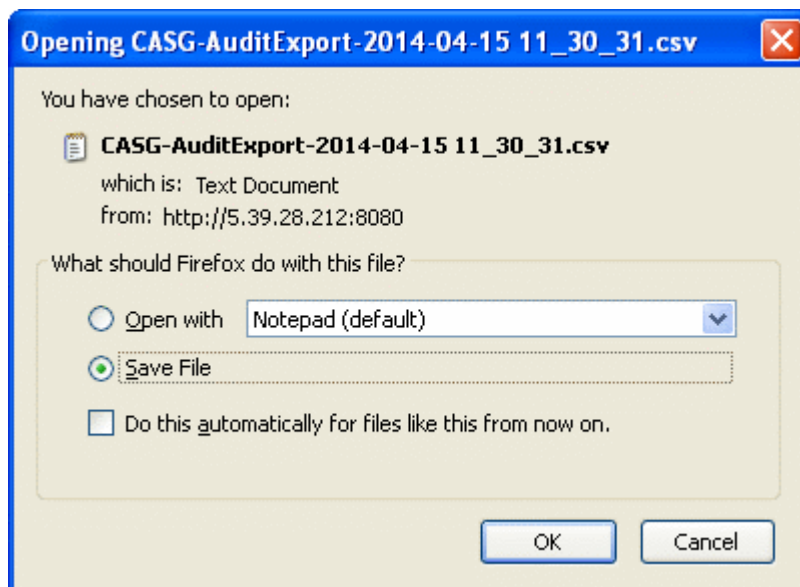 Opening CASG-AuditExport-2014-04-15 11_30_31.csv
You have chosen to open:
CASG-AuditExport-2014-04-15 11_30_31.csv
which is: Text Document
from: http://5.39.28.212:8080
What should Firefox do with this file?
Open with Notepad (default)
Save File
Do this automatically for files like this from now on.
OK Cancel